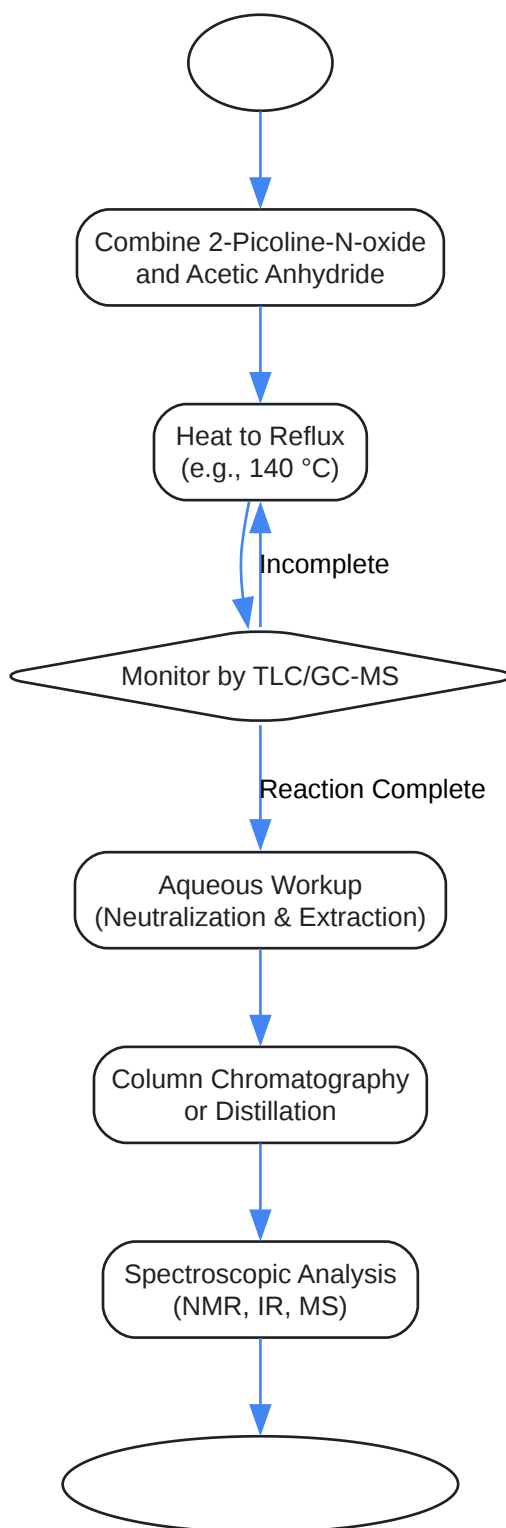 Combine 2-Picoline-N-oxide
and Acetic Anhydride
Heat to Reflux
(e.g., 140 °C)
Incomplete
Monitor by TLC/GC-MS
Reaction Complete
Aqueous Workup
(Neutralization & Extraction)
Column Chromatography
or Distillation
Spectroscopic Analysis
(NMR, IR, MS)